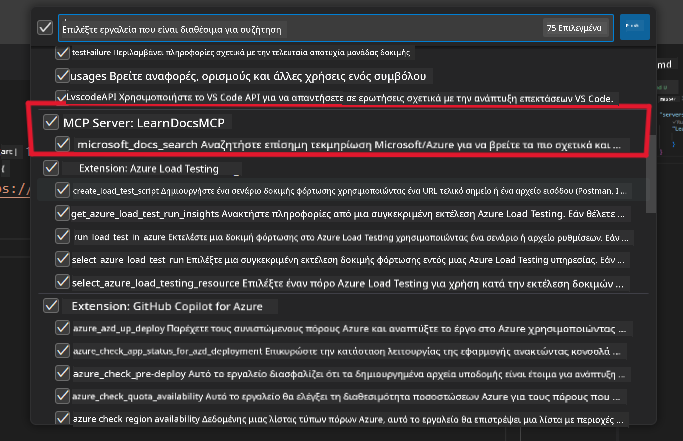 Επιλέξτε εργαλεία που είναι διαθέσιμα για συζήτηση
75 Επιλεγμένα
testFailure Περιλαμβάνει πληροφορίες σχετικά με την τελευταία αποτυχία μονάδας δοκιμής
usages Βρείτε αναφορές, ορισμούς και άλλες χρήσεις ενός συμβόλου
vscodeAPI Χρησιμοποιήστε το VS Code API για να απαντήσετε σε ερωτήσεις σχετικά με την ανάπτυξη επεκτάσεων VS Code.
md
MCP Server: LearnDocsMCP
microsoft_docs_search Αναζητήστε επίσημη τεκμηρίωση Microsoft/Azure για να βρείτε τα πιο σχετικά και ...
Extension: Azure Load Testing
create_load_test_script Δημιουργήστε ένα σενάριο δοκιμής φόρτωσης χρησιμοποιώντας ένα URL τελικό σημείο ή ένα αρχείο εισόδου (Postman, I ...
get_azure_load_test_run_insights Ανακτήστε πληροφορίες από μια συγκεκριμένη εκτέλεση Azure Load Testing. Εάν θέλετε ...
run_load_test_in_azure Εκτελέστε μια δοκιμή φόρτωσης στο Azure Load Testing χρησιμοποιώντας ένα σενάριο ή αρχείο ρυθμίσεων. Εάν ...
select_azure_load_test_run Επιλέξτε μια συγκεκριμένη εκτέλεση δοκιμής φόρτωσης εντός μιας Azure Load Testing υπηρεσίας. Εάν ...
select_azure_load_testing_resource Επιλέξτε έναν πόρο Azure Load Testing για χρήση κατά την εκτέλεση δοκιμών ...
Extension: GitHub Copilot for Azure
azure_azd_up_deploy Παρέχετε τους συνιστώμενους πόρους Azure και αναπτύξτε το έργο στο Azure χρησιμοποιώντας ...
azure_check_app_status_for_azd_deployment Επικυρώστε την κατάσταση λειτουργίας της εφαρμογής ανακτώντας κονσολά ...
azure_check_pre-deploy Αυτό το εργαλείο διασφαλίζει ότι τα δημιουργημένα αρχεία υποδομής είναι έτοιμα για ανάπτυξη ...
azure_check_quota_availability Αυτό το εργαλείο θα ελέγξει τη διαθεσιμότητα ποσοστώσεων Azure για τους πόρους που ...
azure check region availability Δεδομένης μιας λίστας τύπων πόρων Azure, αυτό το εργαλείο θα επιστρέψει μια λίστα με περιοχές ...